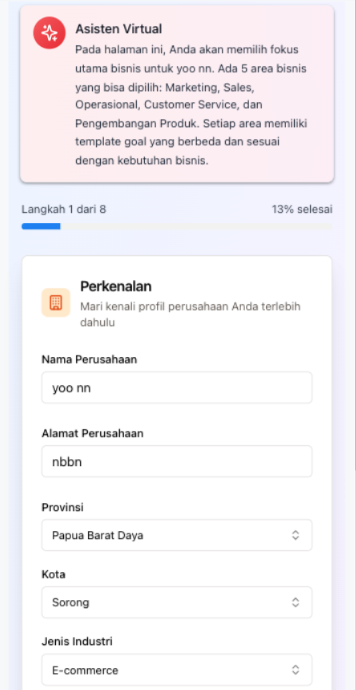 Asisten Virtual
Pada halaman ini, Anda akan memilih fokus
utama bisnis untuk yoo nn. Ada 5 area bisnis
yang bisa dipilih: Marketing, Sales,
Operasional, Customer Service, dan
Pengembangan Produk. Setiap area memiliki
template goal yang berbeda dan sesuai
dengan kebutuhan bisnis.
Langkah 1 dari 8
13% selesai
Perkenalan
Mari kenali profil perusahaan Anda terlebih
dahulu
Nama Perusahaan
yoo nn
Alamat Perusahaan
nbbn
Provinsi
Papua Barat Daya
Kota
Sorong
Jenis Industri
E-commerce